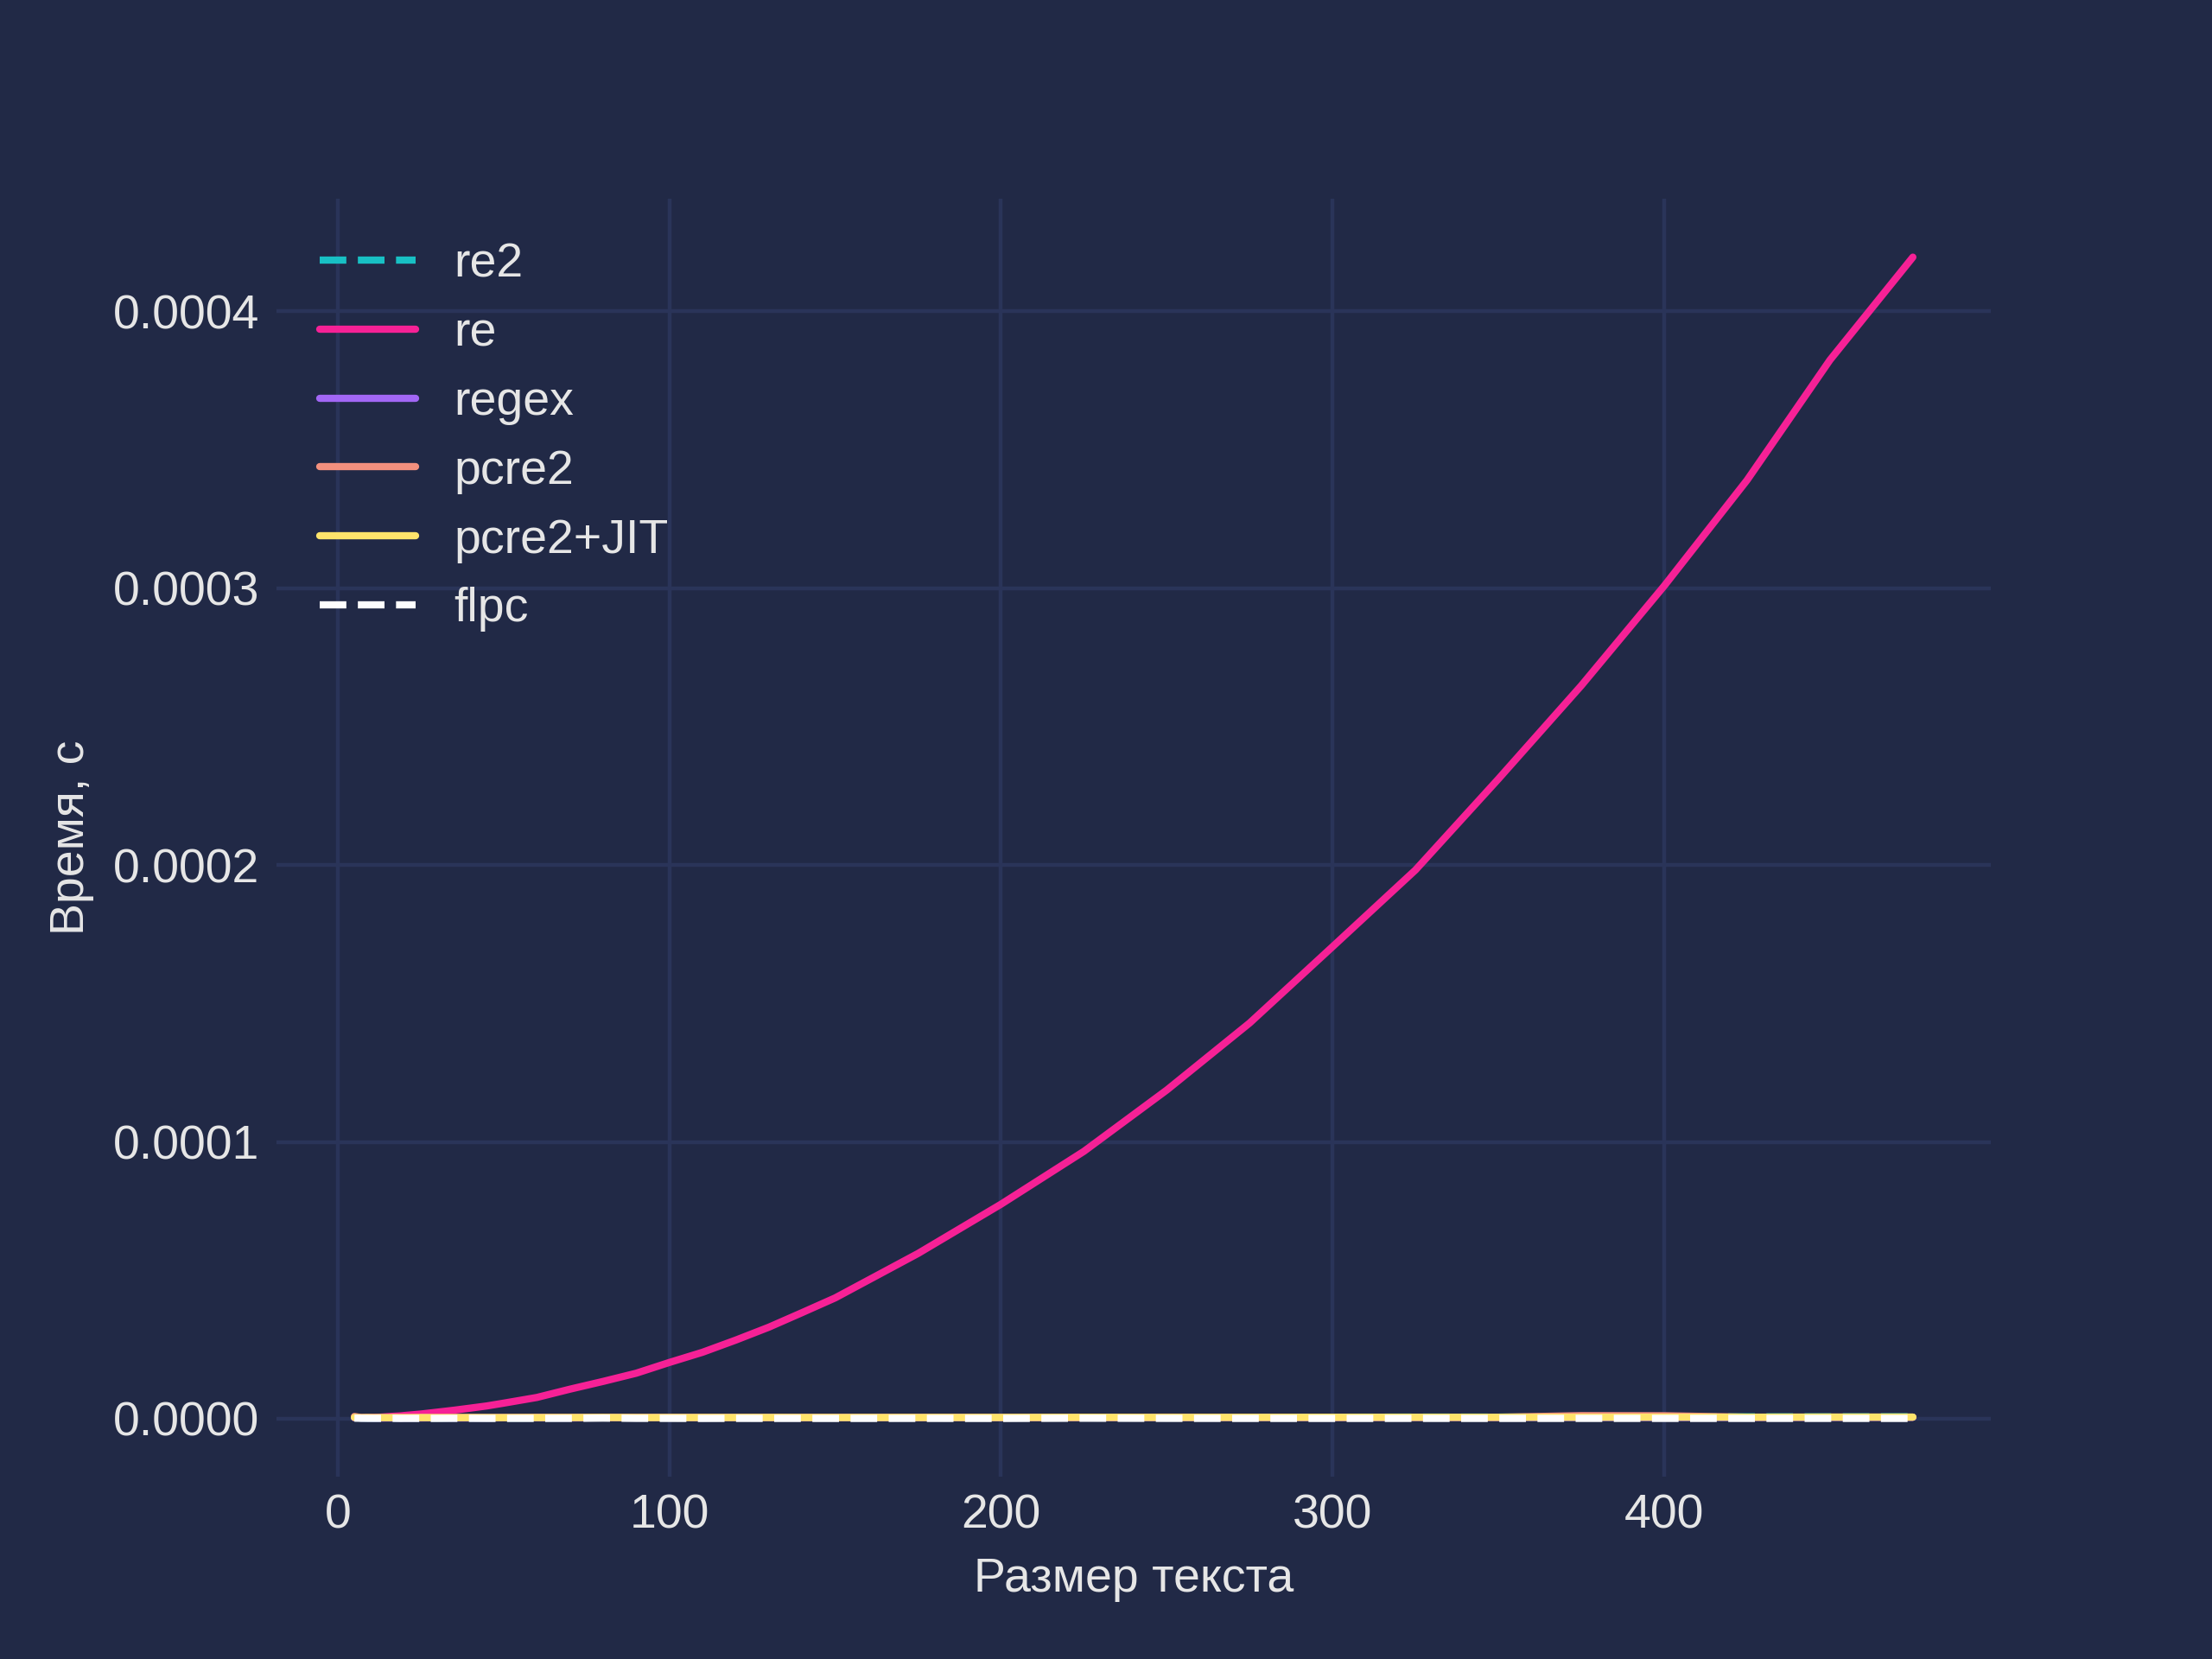 re2
re
regex
pcre2
pcre2+JIT
flpc
0.0004
0.0003
0.0002
0.0001
0.0000
Время, с
0 100 200 300 400
Размер текста